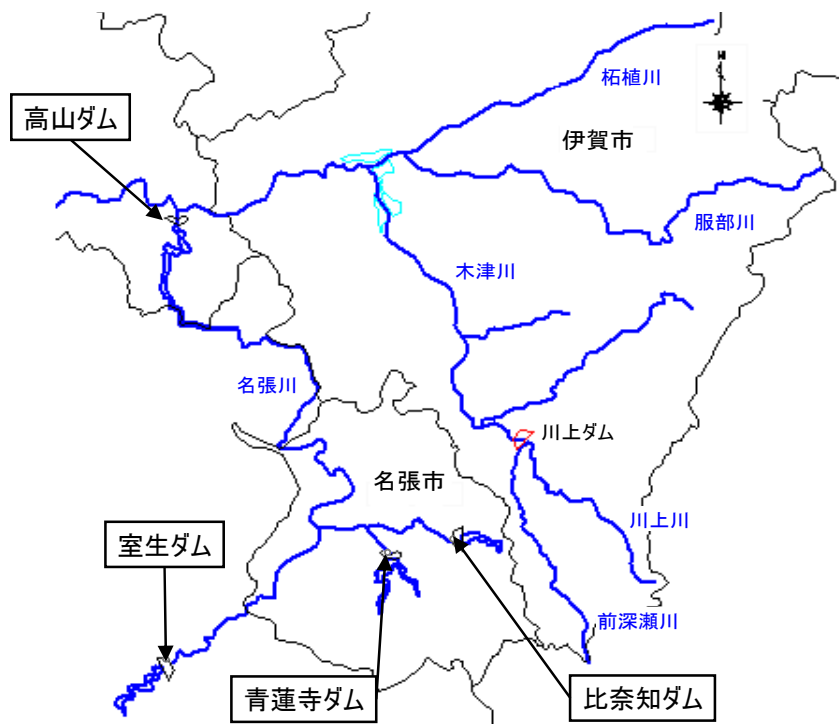 柘植川
N
高山ダム
伊賀市
服部川
木津川
名張川
川上ダム
名張市
川上川
室生ダム
前深瀬川
青蓮寺ダム
比奈知ダム